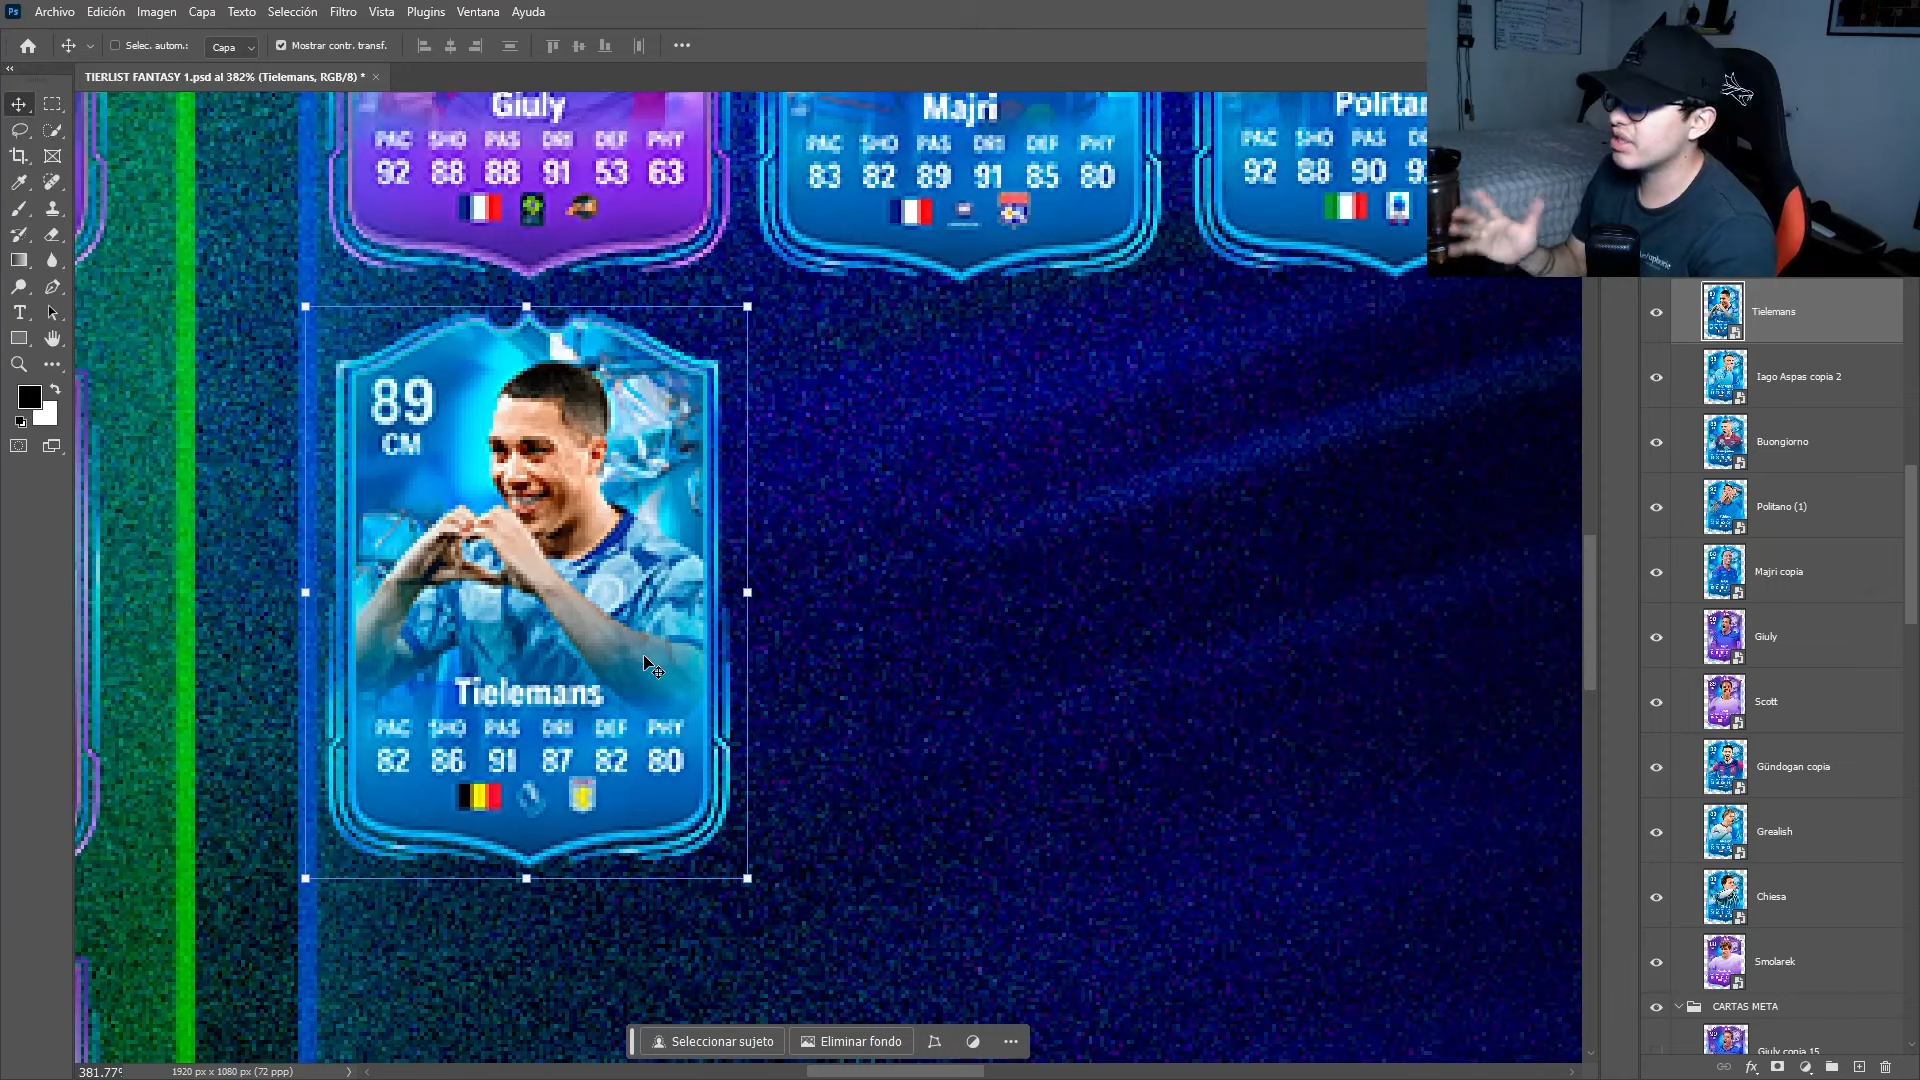 Archivo Edición Imagen Capa Texto Selección Filtro Vista Plugins Ventana Ayuda
Selec. autom.: Capa Mostrar contr. transf.
TIERLIST FANTASY 1.psd al 382% (Tielemans, RGB/8) *
Giuly
PAC SHO PAS DRI DEF PHY
92 88 88 91 53 63
Majri
PAC SHO PAS DRI DEF PHY
83 82 89 91 85 80
Politan
PAC SHO PAS
92 88 90
89
CM
Tielemans
PAC SHO PAS DRI DEF PHY
82 86 91 87 82 80
Tielemans
Iago Aspas copia 2
Buongiorno
Politano (1)
Majri copia
Giuly
Scott
Gündogan copia
Grealish
Chiesa
Smolarek
CARTAS META
Giuly copia 15
Seleccionar sujeto
Eliminar fondo
1920 px x 1080 px (72 ppp)